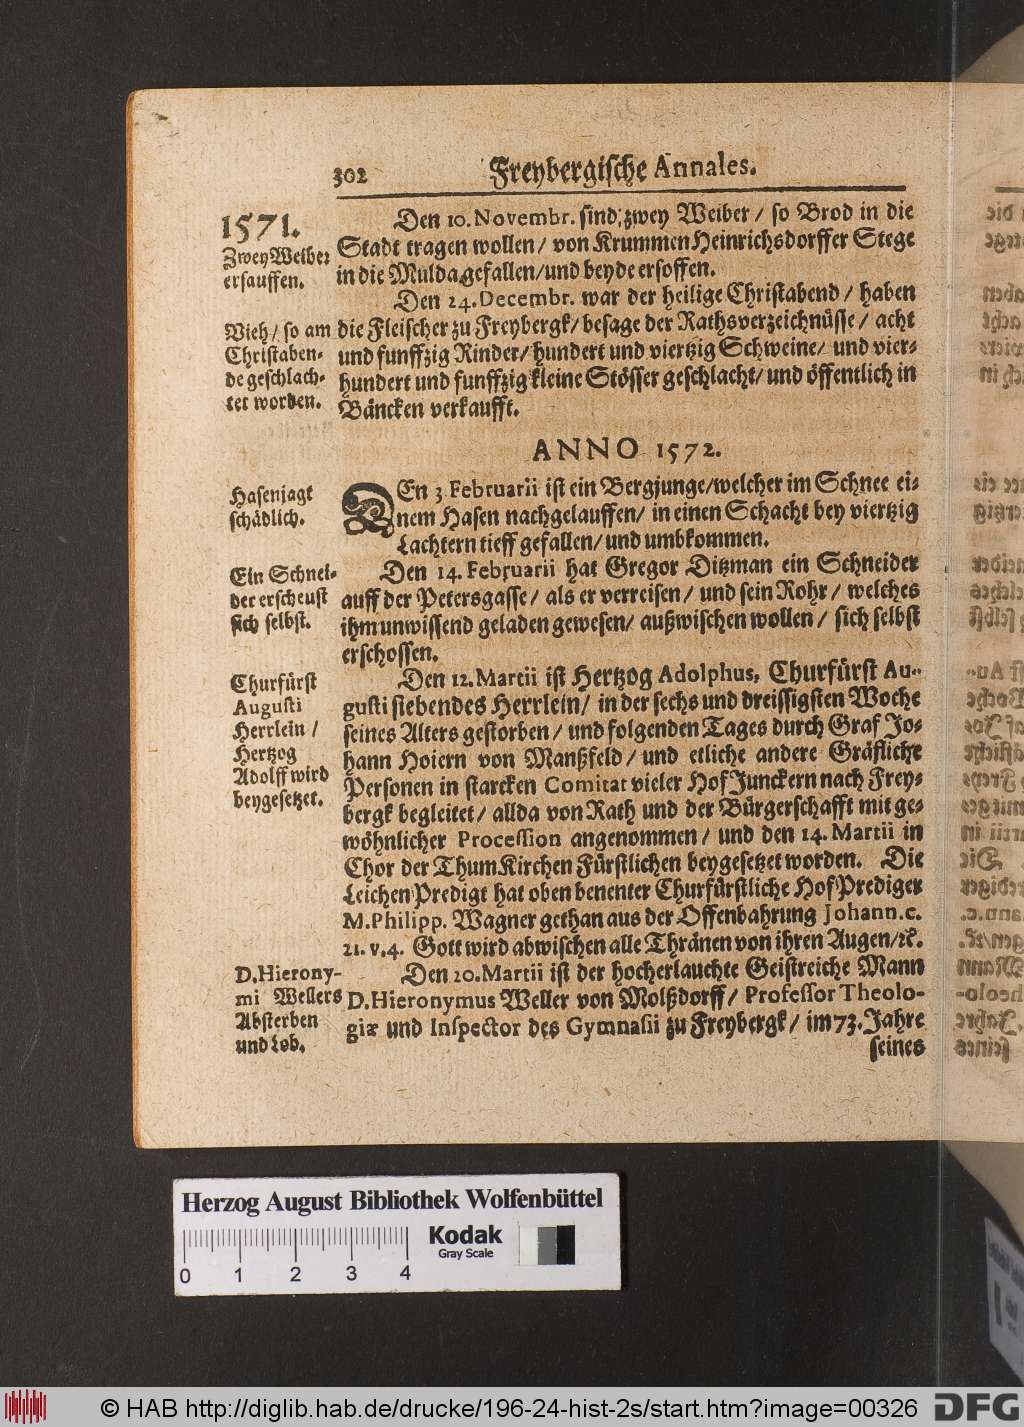 302 Freybergische Annales.
1571.
Zwey Weiber
ersauffen.
Den 10. Novembr. sind zwey Weiber / so Brod in die
Stadt tragen wollen / von Krummen Heinrichsdorffer Stege
in die Mulda gefallen / und beyde ersoffen.
Vieh / so am
Christaben-
de geschlach-
tet worden.
Den 24. Decembr. war der heilige Christabend / haben
die Fleischer zu Freybergk / besage der Rathsverzeichnüsse / acht
und funffzig Rinder / hundert und viertzig Schweine / und vier-
hundert und funffzig kleine Stösser geschlacht / und öffentlich in
Bäncken verkaufft.
ANNO 1572.
Hasenjagt
schädlich.
DEn 3 Februarii ist ein Bergjunge / welcher im Schnee ei-
nem Hasen nachgelauffen / in einen Schacht bey viertzig
Lachtern tieff gefallen / und umbkommen.
Ein Schnei-
der erscheust
sich selbst.
Den 14. Februarii hat Gregor Ditzman ein Schneider
auff der Petersgasse / als er verreisen / und sein Rohr / welches
ihm unwissend geladen gewesen / außwischen wollen / sich selbst
erschossen.
Churfürst
Augusti
Herrlein /
Hertzog
Adolff wird
beygesetzet.
Den 12. Martii ist Hertzog Adolphus, Churfürst Au-
gusti siebendes Herrlein / in der sechs und dreissigsten Woche
seines Alters gestorben / und folgenden Tages durch Graf Jo-
hann Hoiern von Manßfeld / und etliche andere Gräfliche
Personen in starcken Comitat vieler Hof Junckern nach Frey-
bergk begleitet / allda von Rath und der Bürgerschafft mit ge-
wöhnlicher Procession angenommen / und den 14. Martii in
Chor der ThumKirchen Fürstlichen beygesetzet worden. Die
Leichen Predigt hat oben benenter Churfürstliche Hof Prediger
M. Philipp. Wagner gethan aus der Offenbahrung Johann. c.
21. v. 4. Gott wird abwischen alle Thränen von ihren Augen / ꝛc.
D. Hierony-
mi Wellers
Absterben
und Lob.
Den 20. Martii ist der hocherlauchte Geistreiche Mann
D. Hieronymus Weller von Molßdorff / Professor Theolo-
giæ und Inspector des Gymnasii zu Freybergk / im 73. Jahre
seines
Herzog August Bibliothek Wolfenbüttel
Kodak
Gray Scale
0 1 2 3 4
© HAB http://diglib.hab.de/drucke/196-24-hist-2s/start.htm?image=00326
DFG